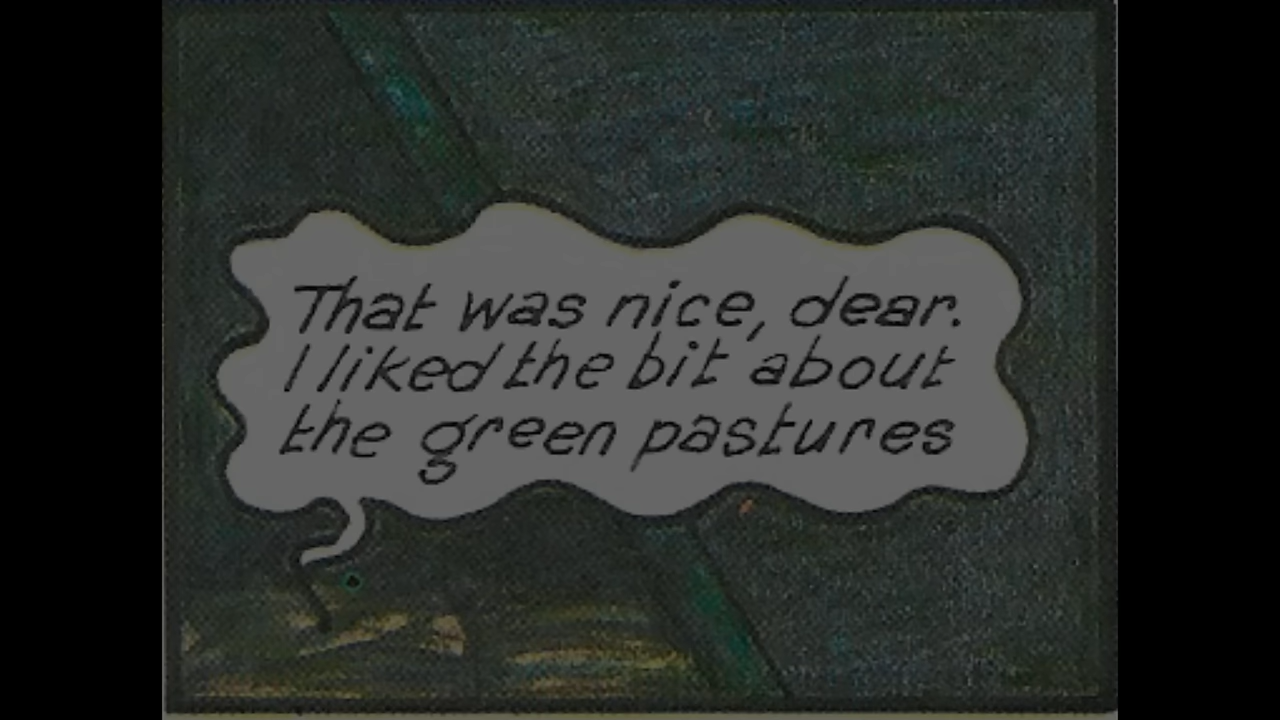 That was nice, dear.
I liked the bit about
the green pastures